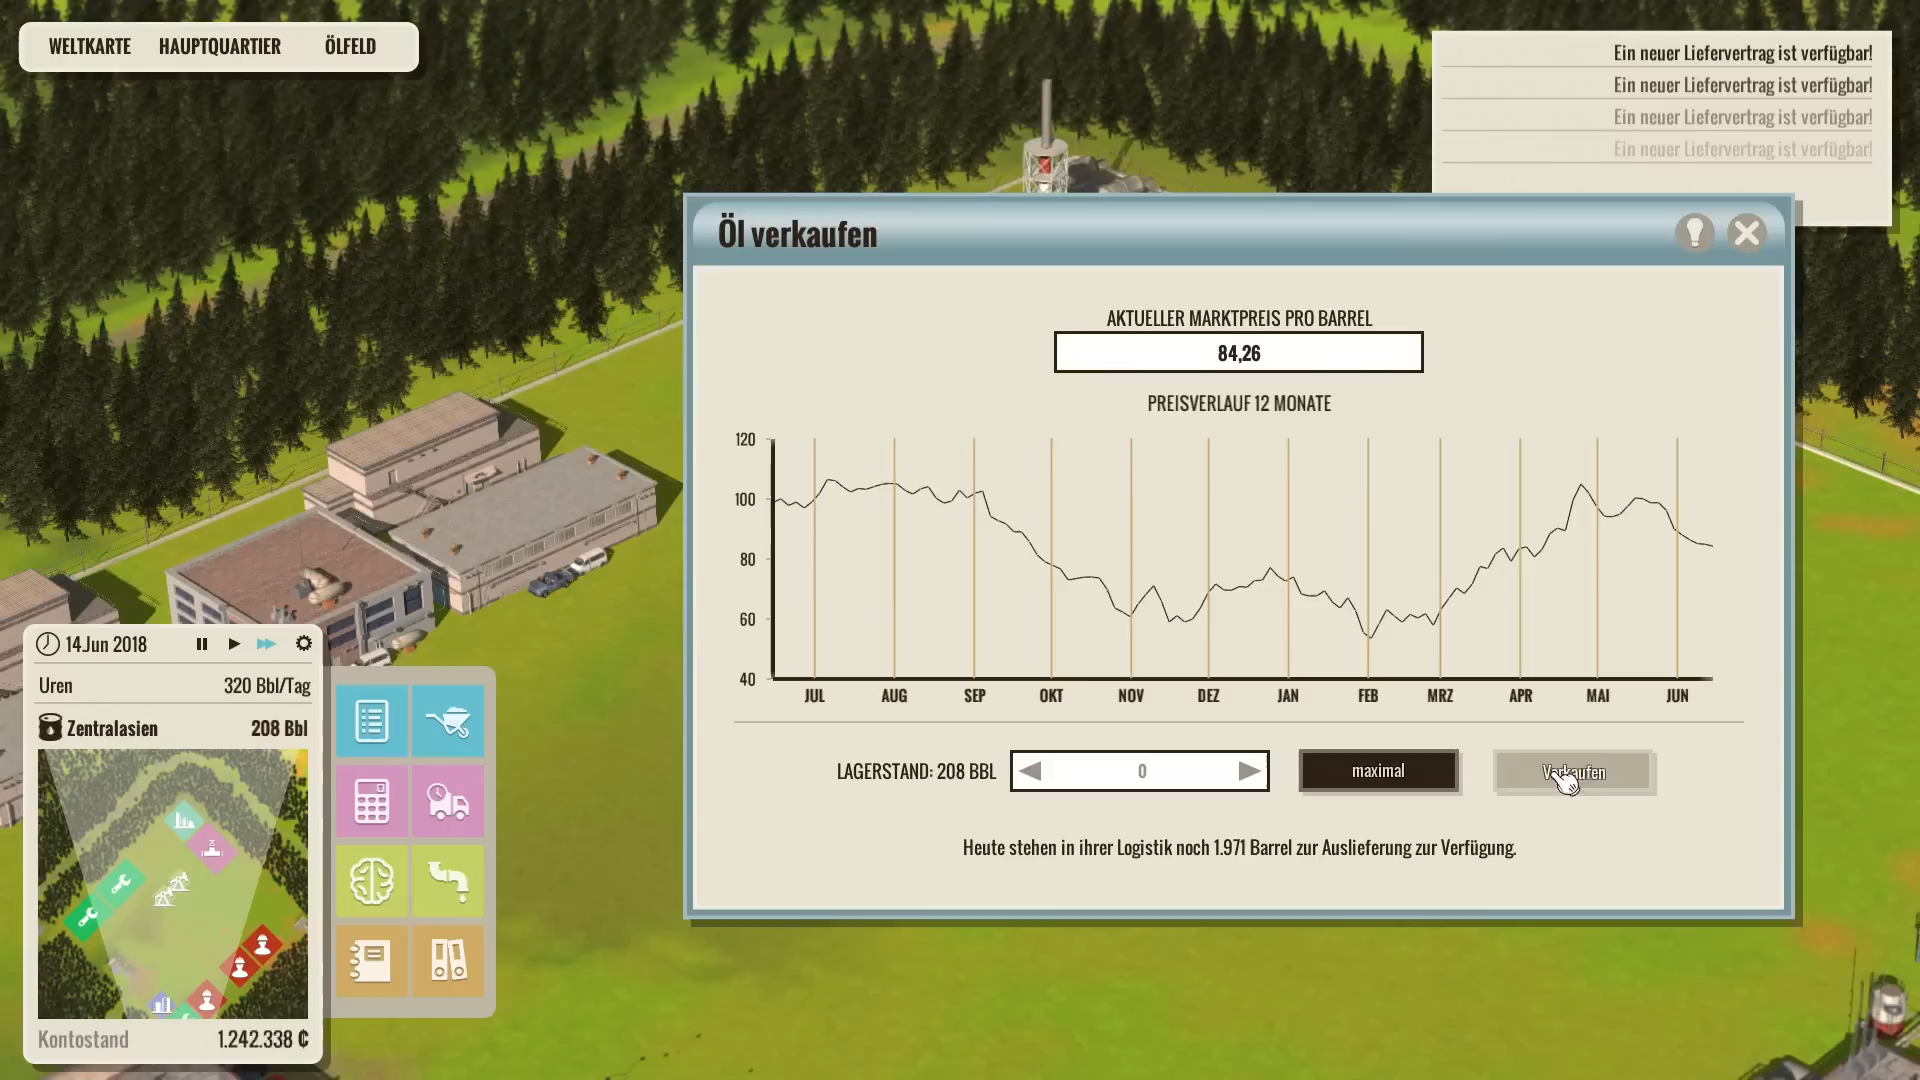 WELTKARTE HAUPTQUARTIER ÖLFELD
Ein neuer Liefervertrag ist verfügbar!
Ein neuer Liefervertrag ist verfügbar!
Ein neuer Liefervertrag ist verfügbar!
Ein neuer Liefervertrag ist verfügbar!
Öl verkaufen
AKTUELLER MARKTPREIS PRO BARREL
84,26
PREISVERLAUF 12 MONATE
120
100
80
60
40
JUL AUG SEP OKT NOV DEZ JAN FEB MRZ APR MAI JUN
LAGERSTAND: 208 BBL 0 maximal Verkaufen
Heute stehen in ihrer Logistik noch 1.971 Barrel zur Auslieferung zur Verfügung.
14.Jun 2018
Uren 320 Bbl/Tag
Zentralasien 208 Bbl
Kontostand 1.242.338 ₵